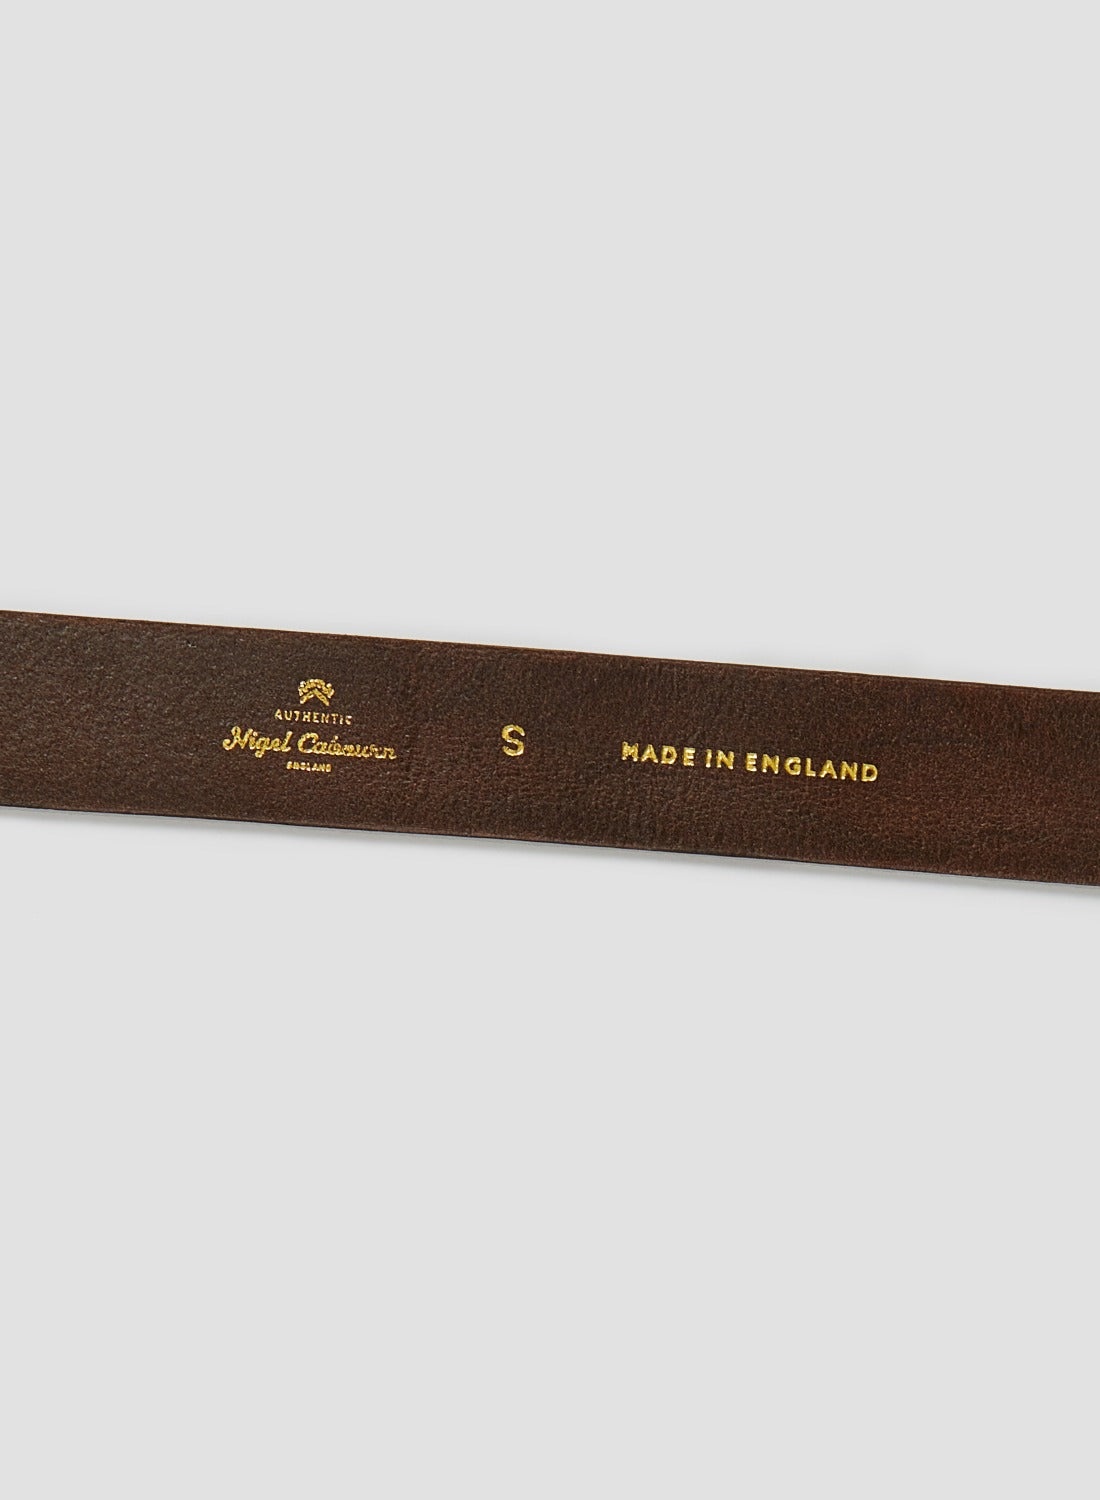 AUTHENTIC
Nigel Cabourn
ENGLAND
S
MADE IN ENGLAND